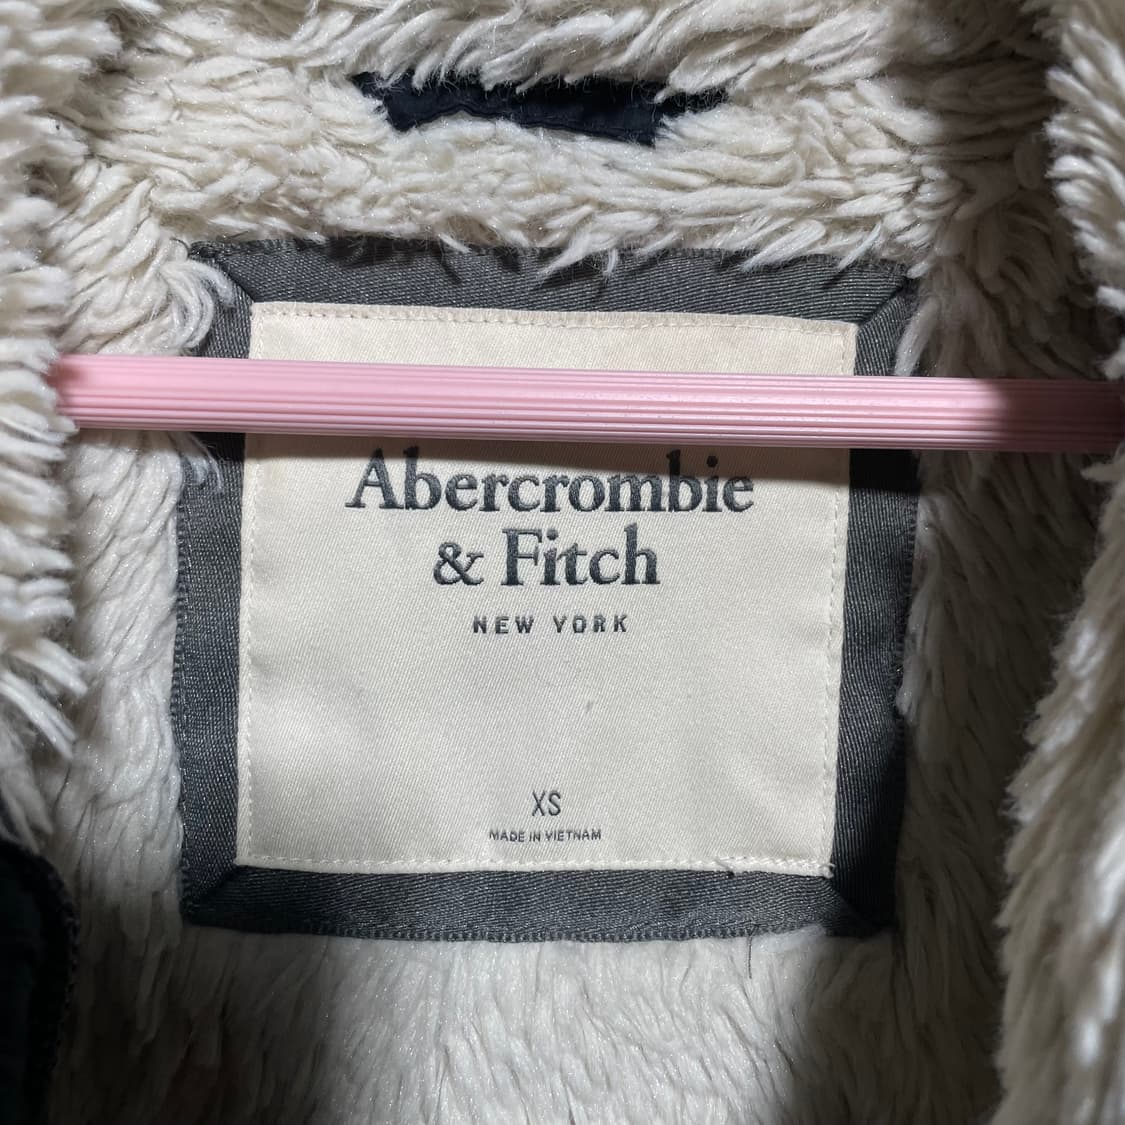 Abercrombie
& Fitch
NEW YORK
XS
MADE IN VIETNAM